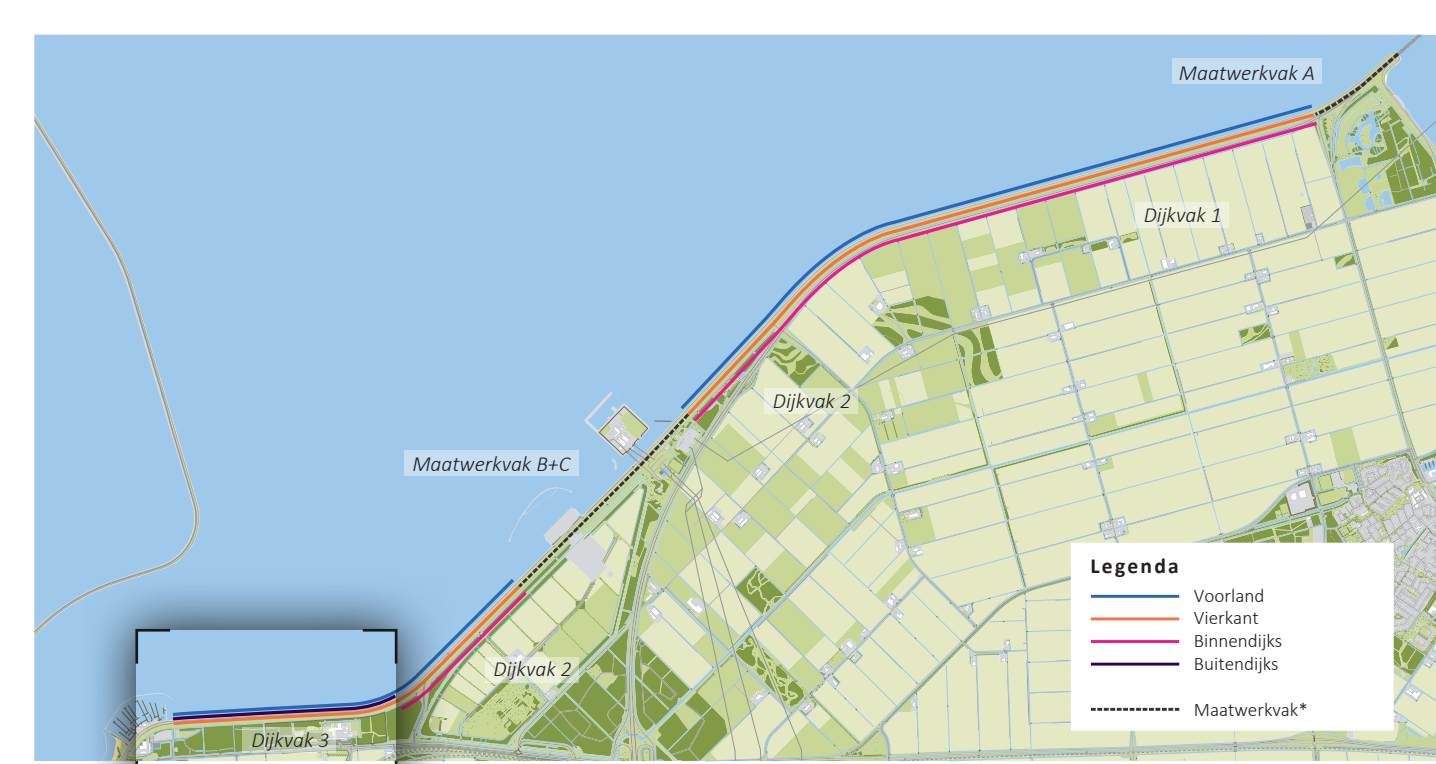 Maatwerkvak A
Dijkvak 1
Dijkvak 2
Maatwerkvak B+C
Dijkvak 2
Dijkvak 3
Legenda
Voorland
Vierkant
Binnendijks
Buitendijks
Maatwerkvak*